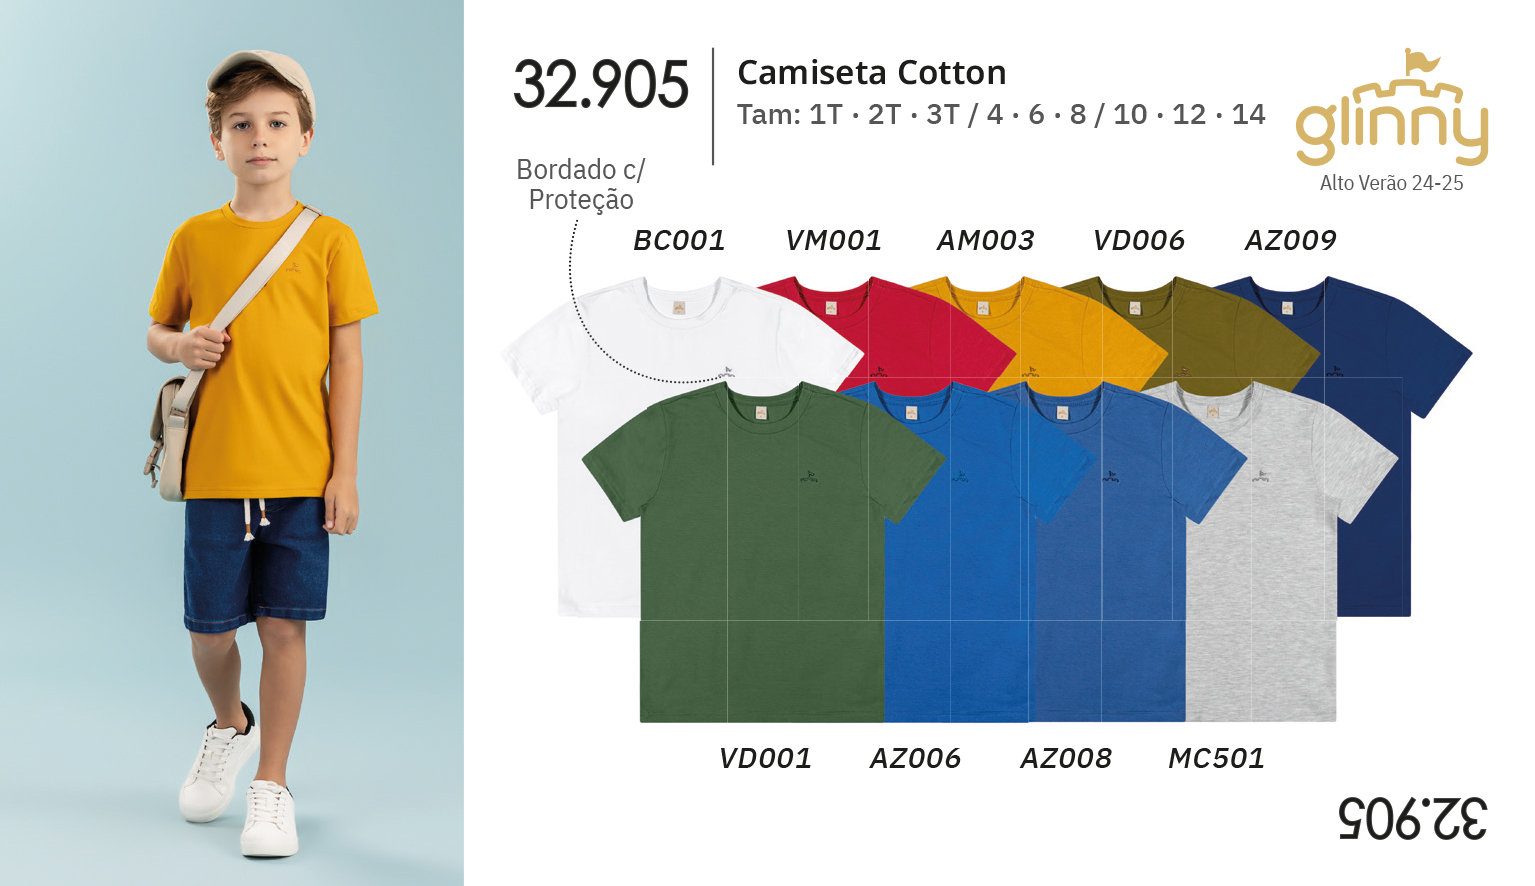 32.905
Camiseta Cotton
Tam: 1T · 2T · 3T / 4 · 6 · 8 / 10 · 12 · 14
glinny
Alto Verão 24-25
Bordado c/
Proteção
BC001 VM001 AM003 VD006 AZ009
VD001 AZ006 AZ008 MC501
32.905